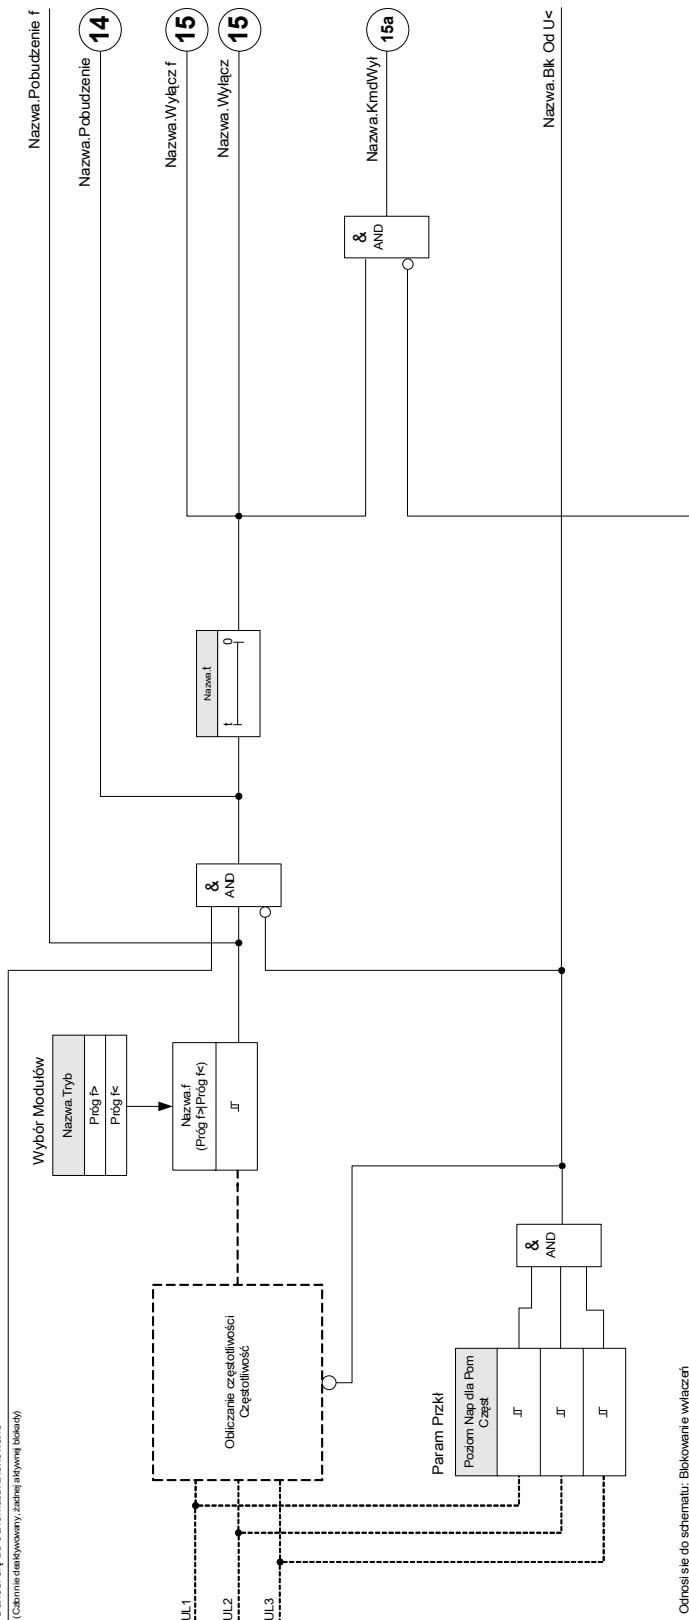 (Człon nie deaktywowany, żadnej aktywnej blokady)
UL1
UL2
UL3
Obliczanie częstotliwości
Częstotliwość
Wybór Modułów
Nazwa.Tryb
Próg f>
Próg f<
Nazwa.f
(Próg f>|Próg f<)
Param Przkł
Poziom Nap dla Pom
Częst
&
AND
&
AND
Nazwa.t
t
0
&
AND
Nazwa.Pobudzenie f
Nazwa.Pobudzenie
14
Nazwa.Wyłącz f
15
Nazwa.Wyłącz
15
Nazwa.KmdWył
15a
Nazwa.Blk Od U<
Odnosi się do schematu: Blokowanie wyłączeń